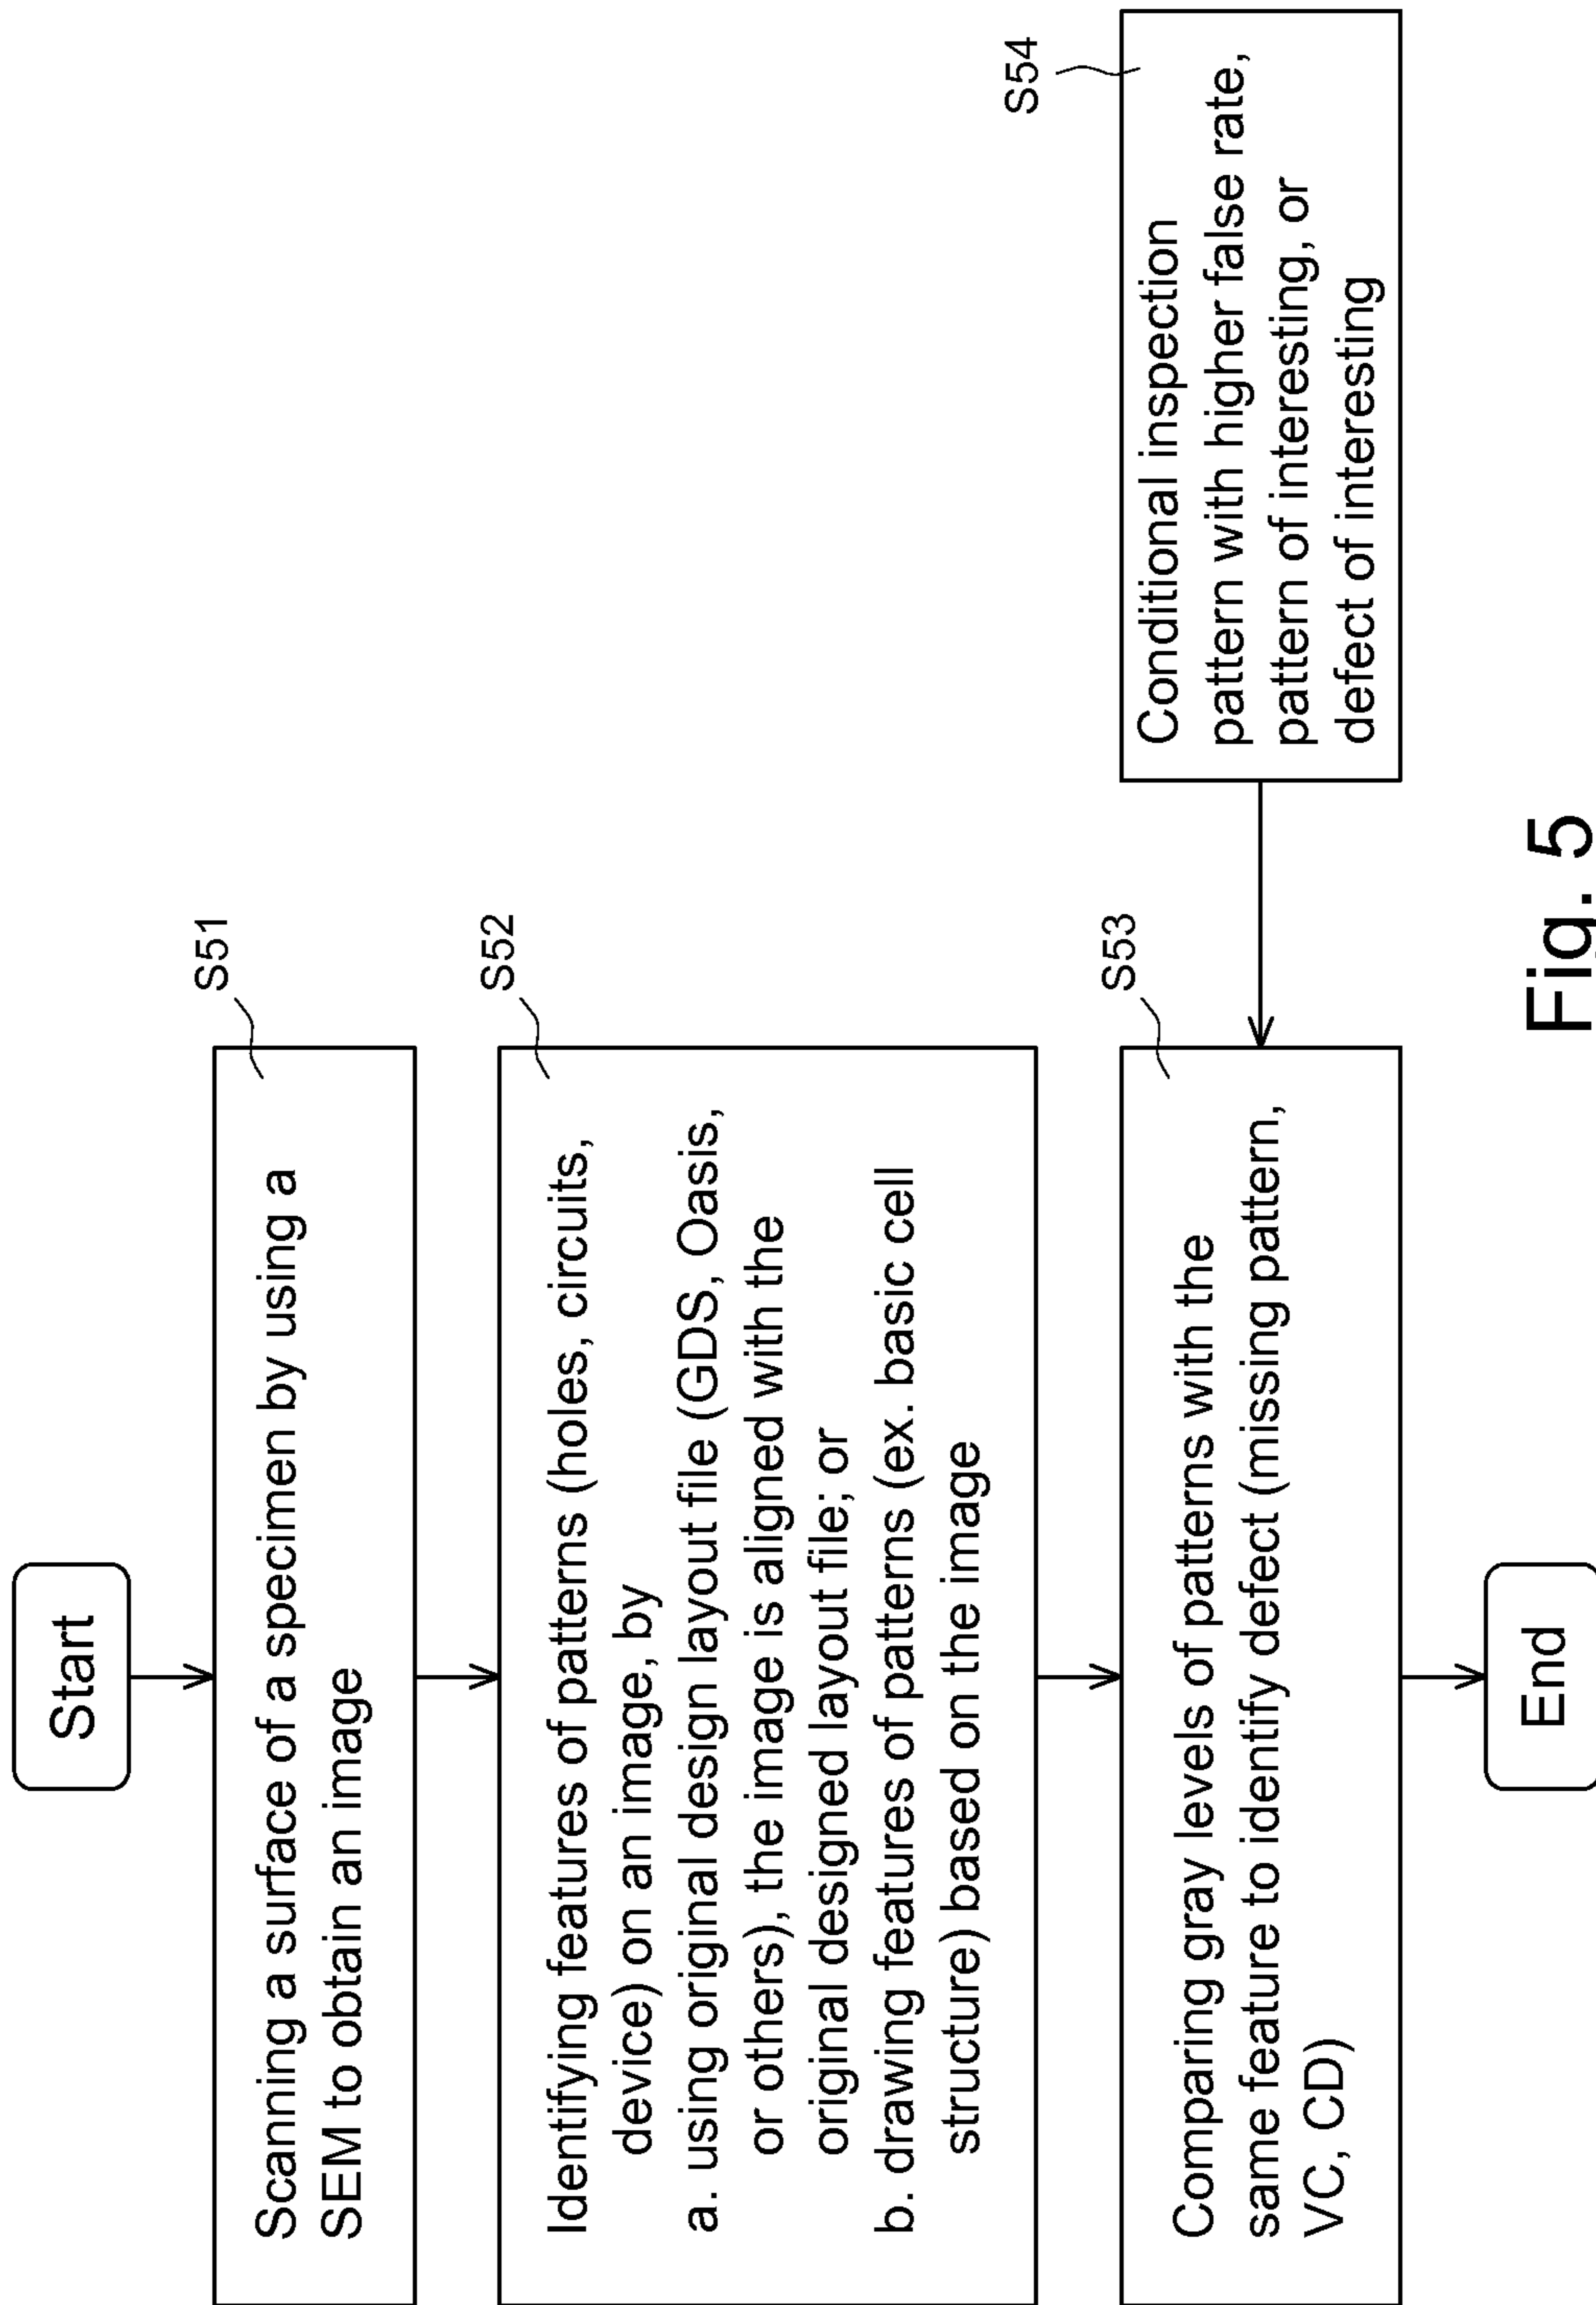 Start
S51
Scanning a surface of a specimen by using a
SEM to obtain an image
S52
Identifying features of patterns (holes, circuits,
device) on an image, by
a. using original design layout file (GDS, Oasis,
or others), the image is aligned with the
original designed layout file; or
b. drawing features of patterns (ex. basic cell
structure) based on the image
S53
Comparing gray levels of patterns with the
same feature to identify defect (missing pattern,
VC, CD)
S54
Conditional inspection
pattern with higher false rate,
pattern of interesting, or
defect of interesting
End
Fig. 5